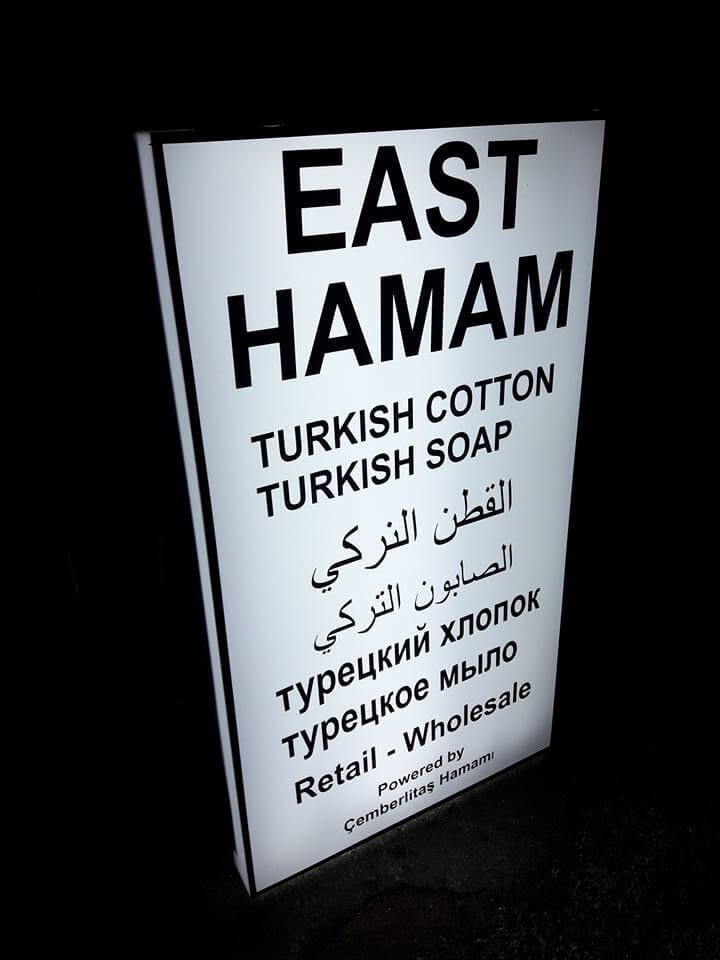 EAST
HAMAM
TURKISH COTTON
TURKISH SOAP
القطن النركي
الصابون التركي
турецкий хлопок
турецкое мыло
Retail - Wholesale
Powered by
Çemberlitaş Hamamı